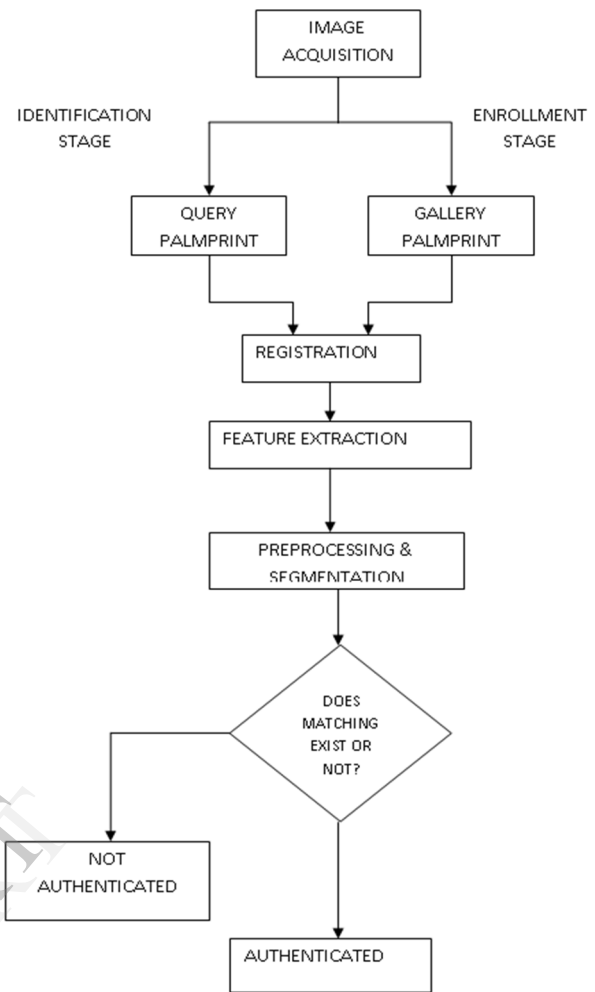 IMAGE
ACQUISITION
IDENTIFICATION
STAGE
ENROLLMENT
STAGE
QUERY
PALMPRINT
GALLERY
PALMPRINT
REGISTRATION
FEATURE EXTRACTION
PREPROCESSING &
SEGMENTATION
DOES
MATCHING
EXIST OR
NOT?
NOT
AUTHENTICATED
AUTHENTICATED